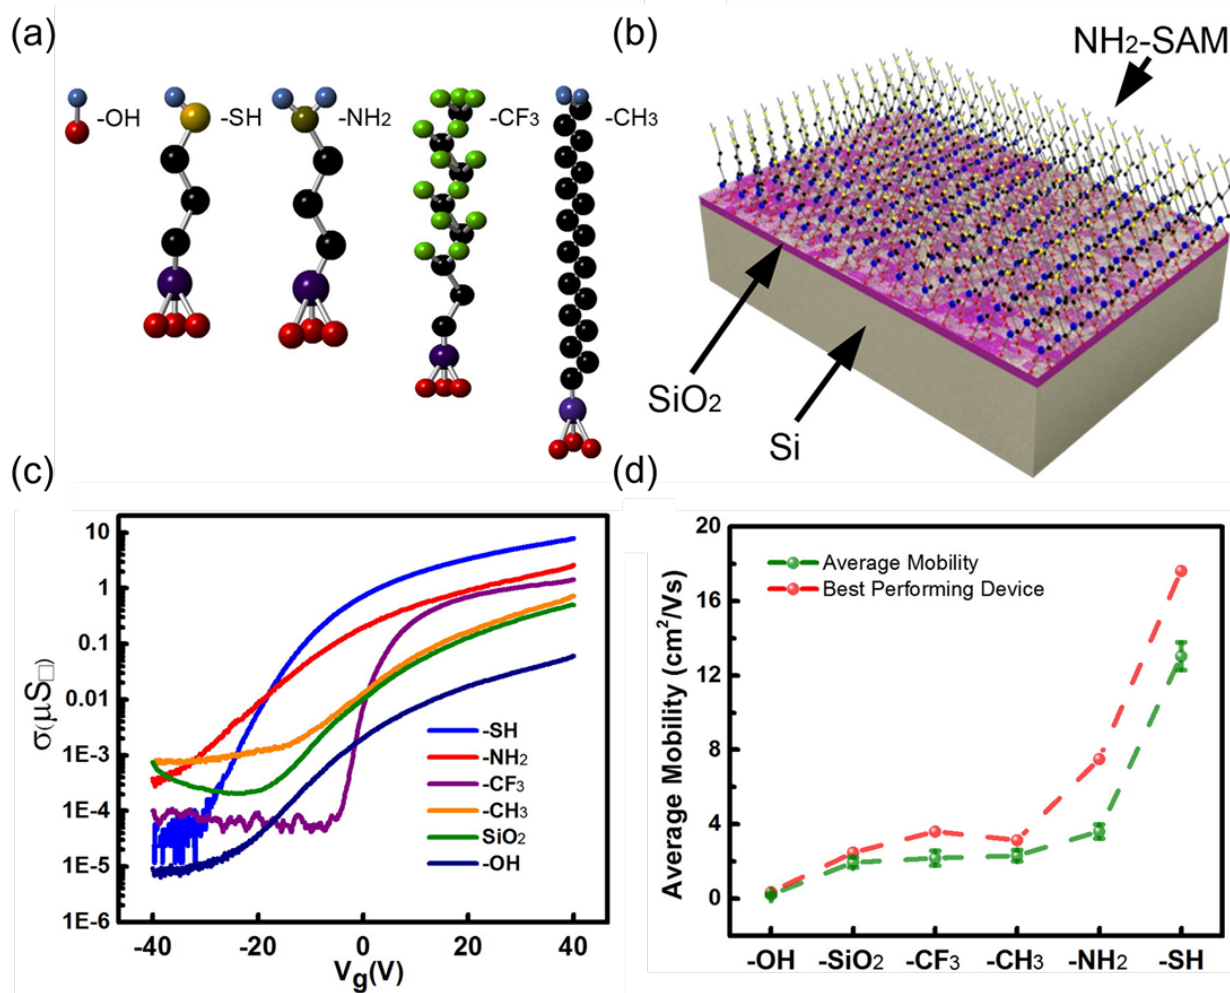 (a)
-OH
-SH
-NH₂
-CF₃
-CH₃
(b)
NH₂-SAM
SiO₂
Si
(c)
10
1
0.1
0.01
1E-3
1E-4
1E-5
1E-6
σ(μS□)
-SH
-NH₂
-CF₃
-CH₃
SiO₂
-OH
-40
-20
0
20
40
Vg(V)
(d)
20
16
12
8
4
0
Average Mobility (cm²/Vs)
Average Mobility
Best Performing Device
-OH
-SiO₂
-CF₃
-CH₃
-NH₂
-SH